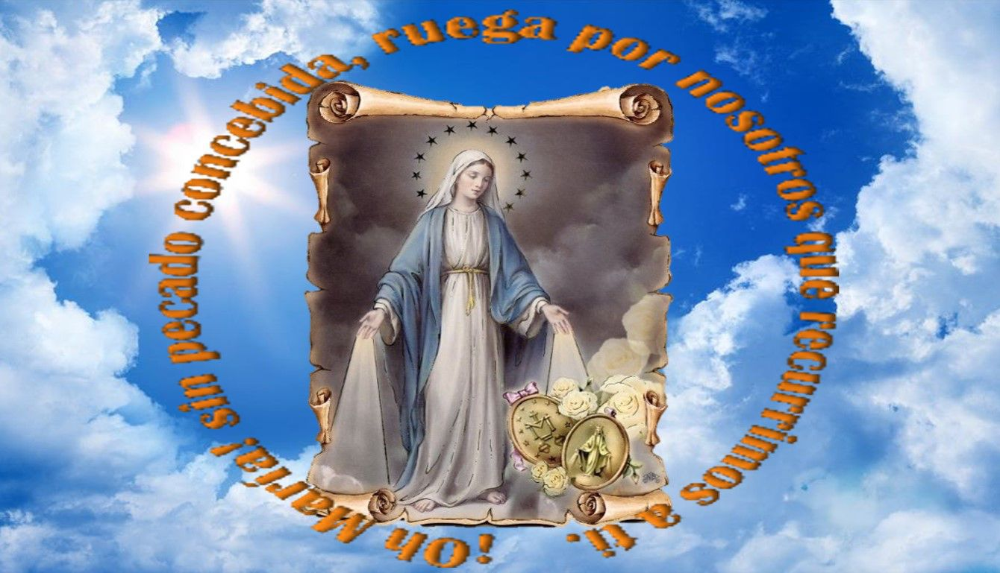 ¡Oh María! sin pecado concebida, ruega por nosotros que recurrimos a ti.